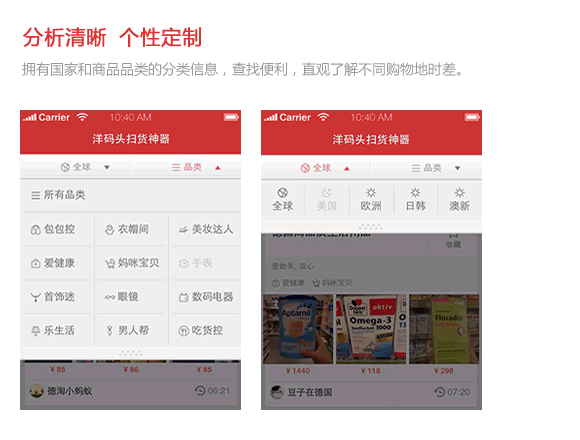 分析清晰 个性定制
拥有国家和商品品类的分类信息，查找便利，直观了解不同购物地时差。
Carrier 10:40 AM
洋码头扫货神器
全球 品类
所有品类
包包控 衣帽间 美妆达人
爱健康 妈咪宝贝 手表
首饰迷 眼镜 数码电器
乐生活 男人帮 吃货控
¥ 85 ¥ 86 ¥ 85
德淘小蚂蚁 06:21
Carrier 10:40 AM
洋码头扫货神器
全球 品类
全球 美国 欧洲 日韩 澳新
收藏
爱她美, 双心
爱健康 妈咪宝贝
Aptamil
Doppel herz
aktiv
Omega-3
1000
Floradix
¥ 1440 ¥ 118 ¥ 298
豆子在德国 07:20